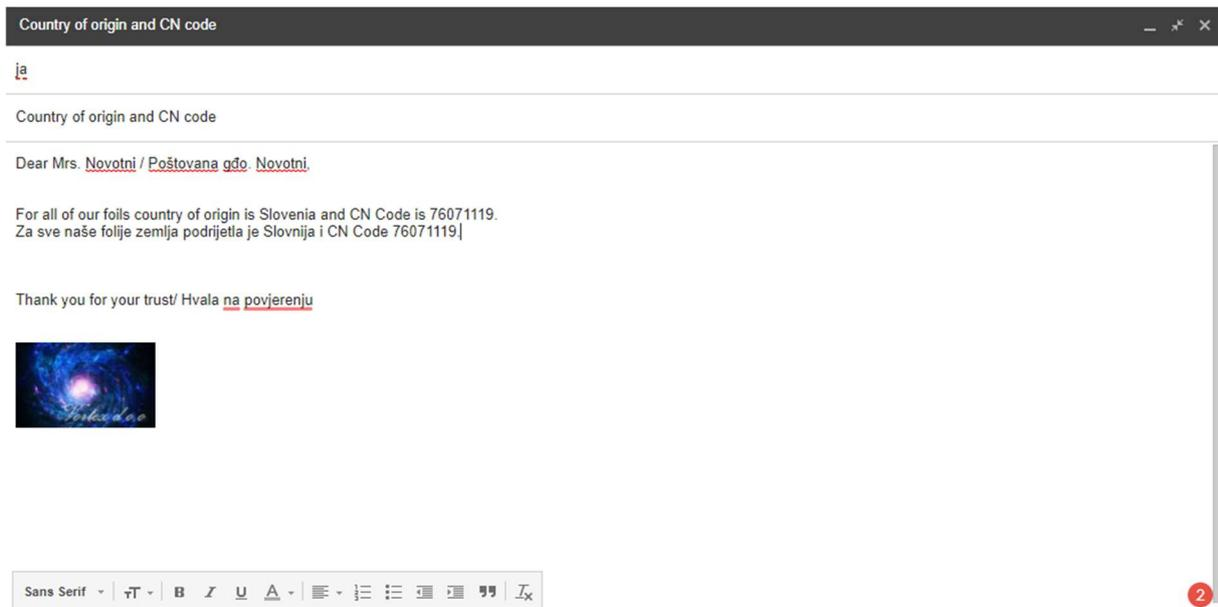 Country of origin and CN code
ja
Country of origin and CN code
Dear Mrs. Novotni / Poštovana gđo. Novotni,
For all of our foils country of origin is Slovenia and CN Code is 76071119.
Za sve naše folije zemlja podrijetla je Slovnija i CN Code 76071119.
Thank you for your trust/ Hvala na povjerenju
Vortex d.o.o
Sans Serif
2